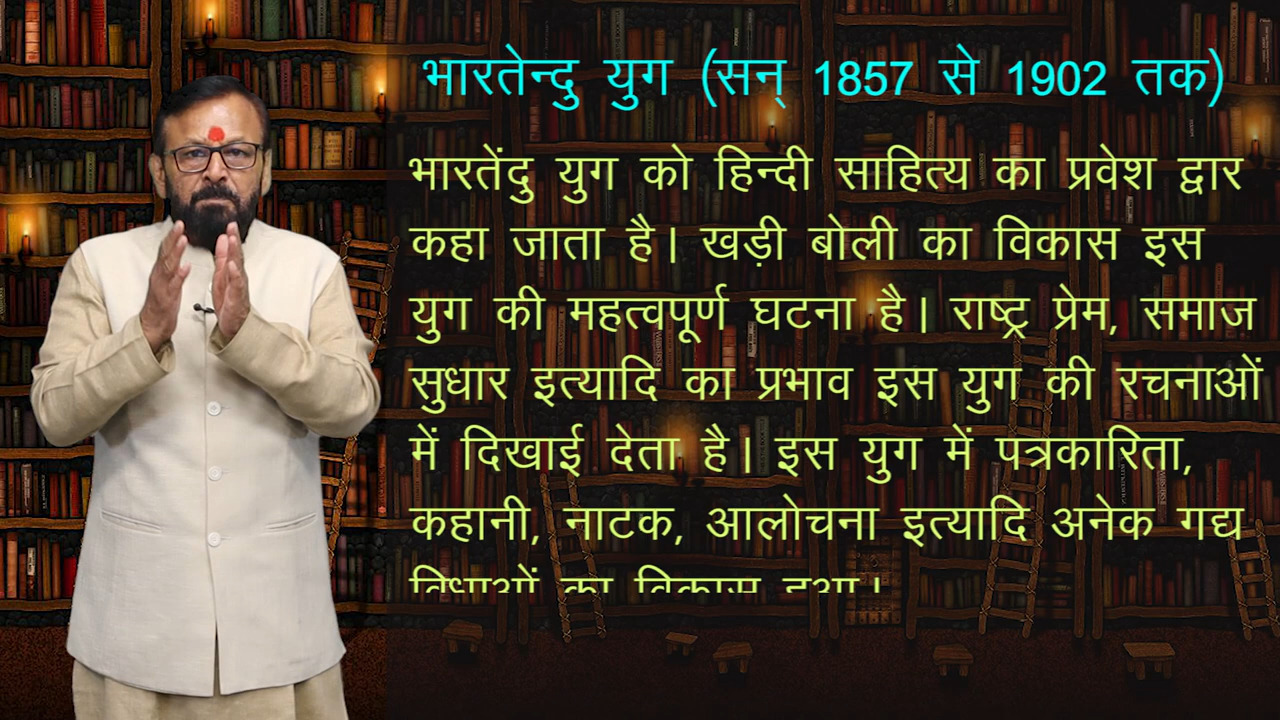 भारतेन्दु युग (सन् 1857 से 1902 तक)
भारतेंदु युग को हिन्दी साहित्य का प्रवेश द्वार
कहा जाता है। खड़ी बोली का विकास इस
युग की महत्वपूर्ण घटना है। राष्ट्र प्रेम, समाज
सुधार इत्यादि का प्रभाव इस युग की रचनाओं
में दिखाई देता है। इस युग में पत्रकारिता,
कहानी, नाटक, आलोचना इत्यादि अनेक गद्य
विधाओं का विकास हुआ।